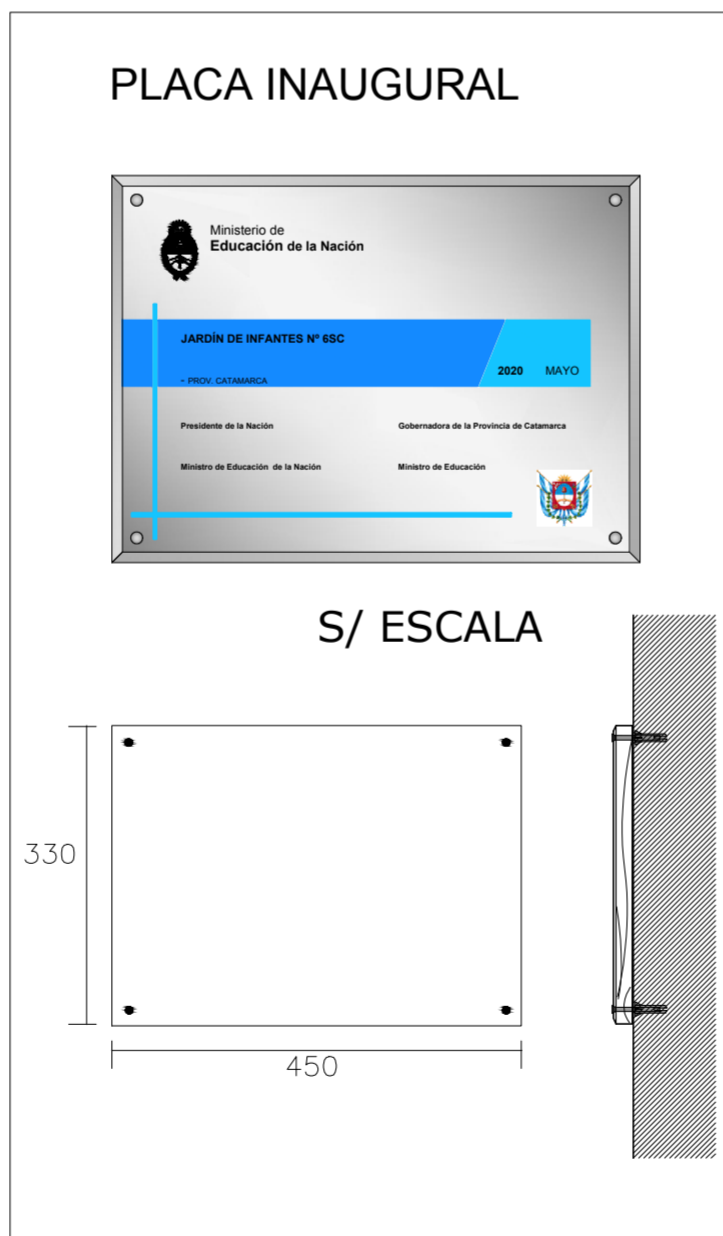 PLACA INAUGURAL
Ministerio de
Educación de la Nación
JARDÍN DE INFANTES Nº 6SC
2020 MAYO
- PROV. CATAMARCA
Presidente de la Nación Gobernadora de la Provincia de Catamarca
Ministro de Educación de la Nación Ministro de Educación
S/ ESCALA
330
450